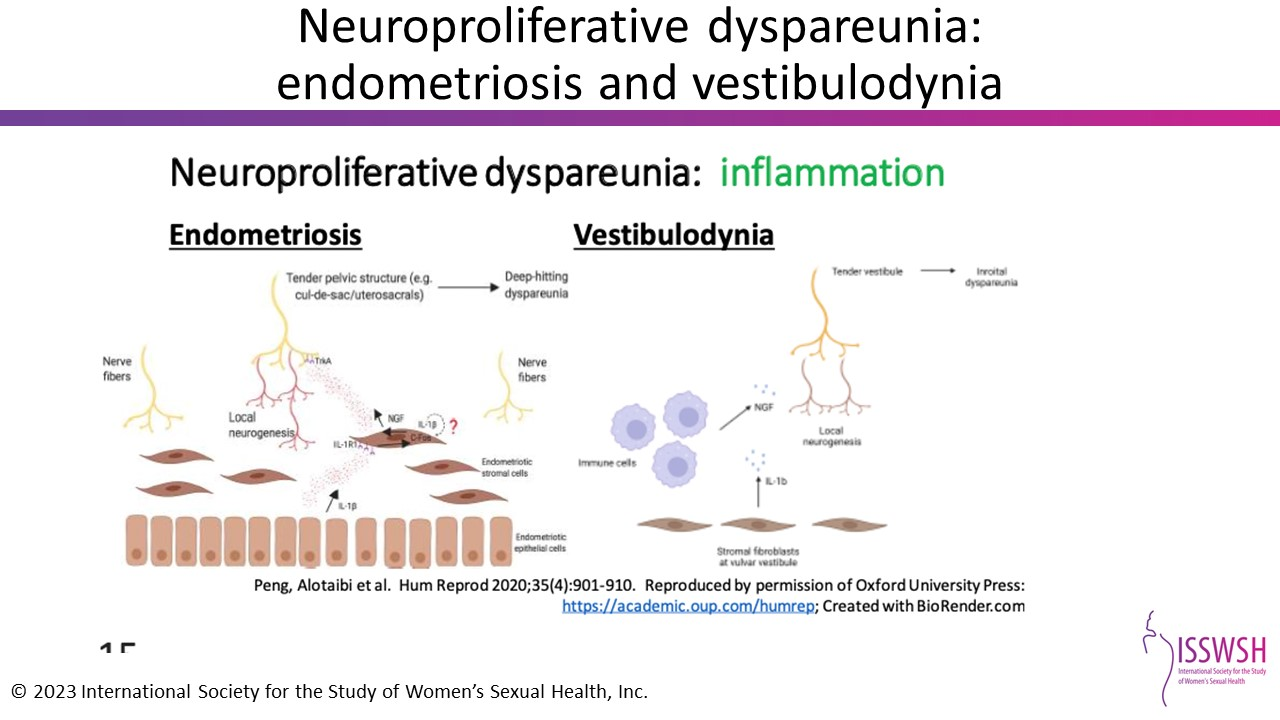 Neuroproliferative dyspareunia:
endometriosis and vestibulodynia
Neuroproliferative dyspareunia: inflammation
Endometriosis
Tender pelvic structure (e.g.
cul-de-sac/uterosacrals)
Deep-hitting
dyspareunia
Nerve
fibers
TrkA
Nerve
fibers
Local
neurogenesis
NGF
IL-1β
?
IL-1R1
C-Fos
Endometriotic
stromal cells
IL-1β
Endometriotic
epithelial cells
Vestibulodynia
Tender vestibule
Inroital
dyspareunia
NGF
Local
neurogenesis
Immune cells
IL-1b
Stromal fibroblasts
at vulvar vestibule
Peng, Alotaibi et al. Hum Reprod 2020;35(4):901-910. Reproduced by permission of Oxford University Press:
https://academic.oup.com/humrep; Created with BioRender.com
© 2023 International Society for the Study of Women’s Sexual Health, Inc.
ISSWSH
International Society for the Study
of Women's Sexual Health